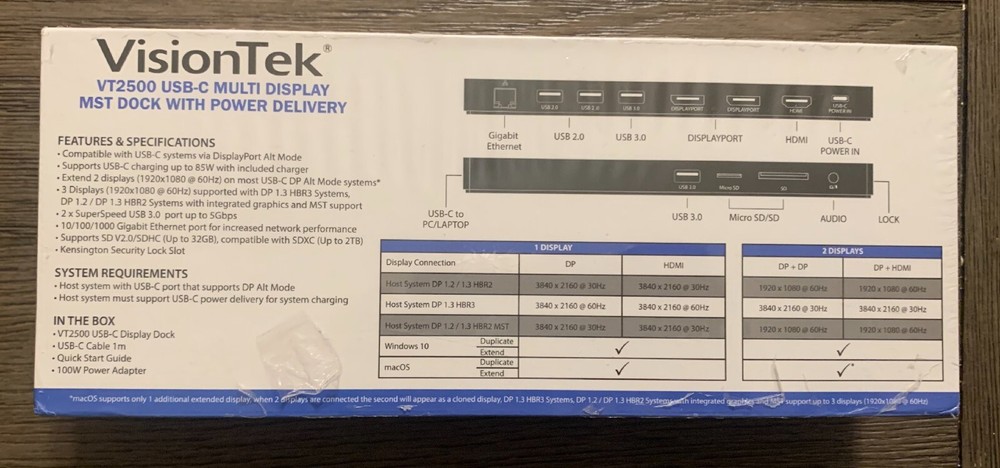 VisionTek®
VT2500 USB-C MULTI DISPLAY
MST DOCK WITH POWER DELIVERY
FEATURES & SPECIFICATIONS
• Compatible with USB-C systems via DisplayPort Alt Mode
• Supports USB-C charging up to 85W with included charger
• Extend 2 displays (1920x1080 @ 60Hz) on most USB-C DP Alt Mode systems*
• 3 Displays (1920x1080 @ 60Hz) supported with DP 1.3 HBR3 Systems,
DP 1.2 / DP 1.3 HBR2 Systems with integrated graphics and MST support
• 2 x SuperSpeed USB 3.0 port up to 5Gbps
• 10/100/1000 Gigabit Ethernet port for increased network performance
• Supports SD V2.0/SDHC (Up to 32GB), compatible with SDXC (Up to 2TB)
• Kensington Security Lock Slot
SYSTEM REQUIREMENTS
• Host system with USB-C port that supports DP Alt Mode
• Host system must support USB-C power delivery for system charging
IN THE BOX
• VT2500 USB-C Display Dock
• USB-C Cable 1m
• Quick Start Guide
• 100W Power Adapter
USB 2.0 USB 2.0 USB 3.0 DISPLAYPORT DISPLAYPORT HDMI USB-C POWER IN
Gigabit Ethernet USB 2.0 USB 3.0 DISPLAYPORT HDMI USB-C POWER IN
USB 3.0 Micro SD SD
USB-C to PC/LAPTOP USB 3.0 Micro SD/SD AUDIO LOCK
1 DISPLAY 2 DISPLAYS
Display Connection DP HDMI DP + DP DP + HDMI
Host System DP 1.2 / 1.3 HBR2 3840 x 2160 @ 30Hz 3840 x 2160 @ 30Hz 1920 x 1080 @ 60Hz 1920 x 1080 @ 60Hz
Host System DP 1.3 HBR3 3840 x 2160 @ 60Hz 3840 x 2160 @ 60Hz 3840 x 2160 @ 30Hz 3840 x 2160 @ 30Hz
Host System DP 1.2 / 1.3 HBR2 MST 3840 x 2160 @ 30Hz 3840 x 2160 @ 30Hz 1920 x 1080 @ 60Hz 1920 x 1080 @ 60Hz
Windows 10 Duplicate ✓ ✓
Extend
macOS Duplicate ✓ ✓*
Extend
*macOS supports only 1 additional extended display, when 2 displays are connected the second will appear as a cloned display, DP 1.3 HBR3 Systems, DP 1.2 / DP 1.3 HBR2 Systems with integrated graphics and MST support up to 3 displays (1920x1080 @ 60Hz)